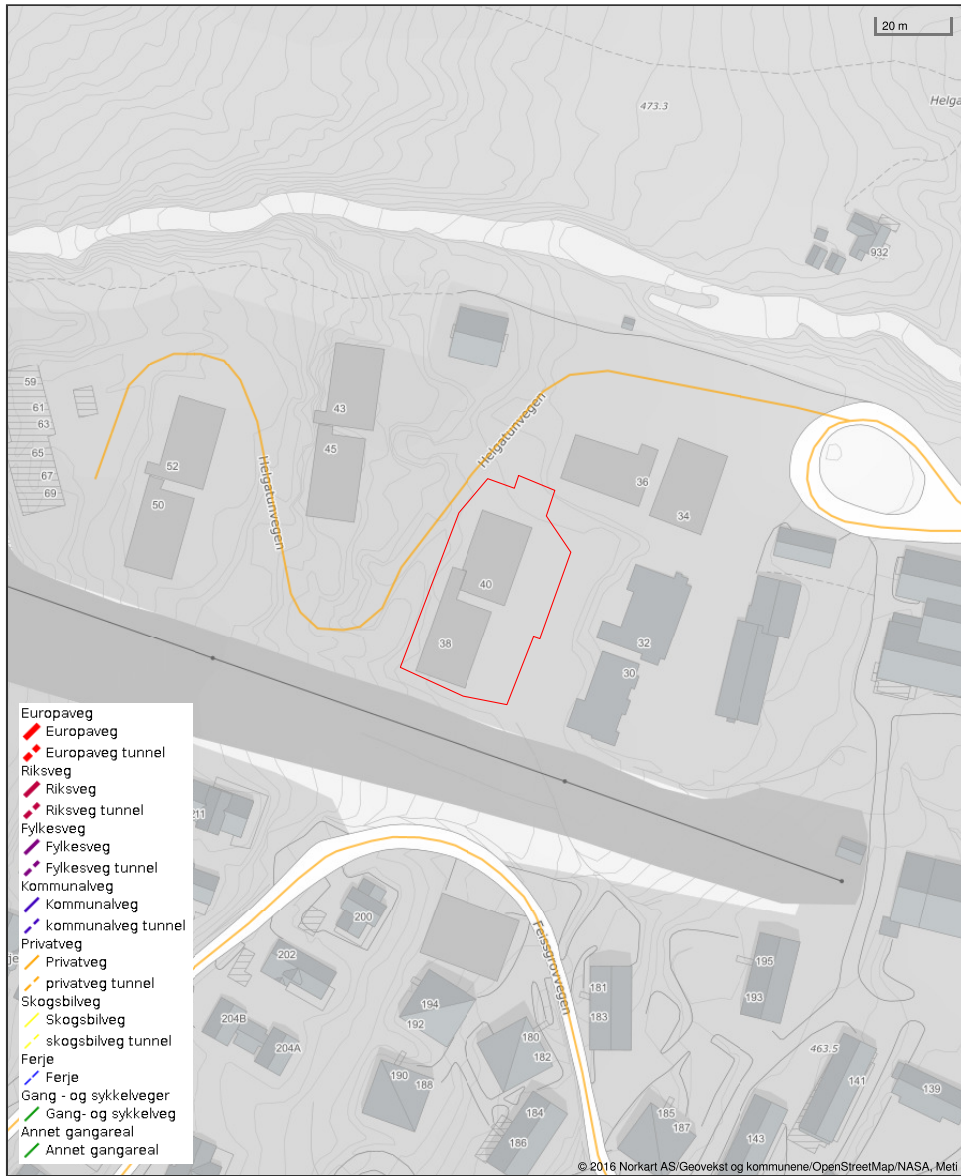 20 m
473.3
Helga
932
59
61
63
65
67
69
52
50
43
45
Helgatunvegen
Helgatunvegen
36
34
40
38
32
30
Europaveg
Europaveg
Europaveg tunnel
Riksveg
Riksveg
Riksveg tunnel
Fylkesveg
Fylkesveg
Fylkesveg tunnel
Kommunalveg
Kommunalveg
kommunalveg tunnel
Privatveg
Privatveg
privatveg tunnel
Skogsbilveg
Skogsbilveg
skogsbilveg tunnel
Ferje
Ferje
Gang - og sykkelveger
Gang- og sykkelveg
Annet gangareal
Annet gangareal
211
200
202
204B
204A
Feissgrovvegen
194
192
190
188
180
182
184
186
181
183
195
193
185
187
463.5
141
139
143
© 2016 Norkart AS/Geovekst og kommune/OpenStreetMap/NASA, Meti